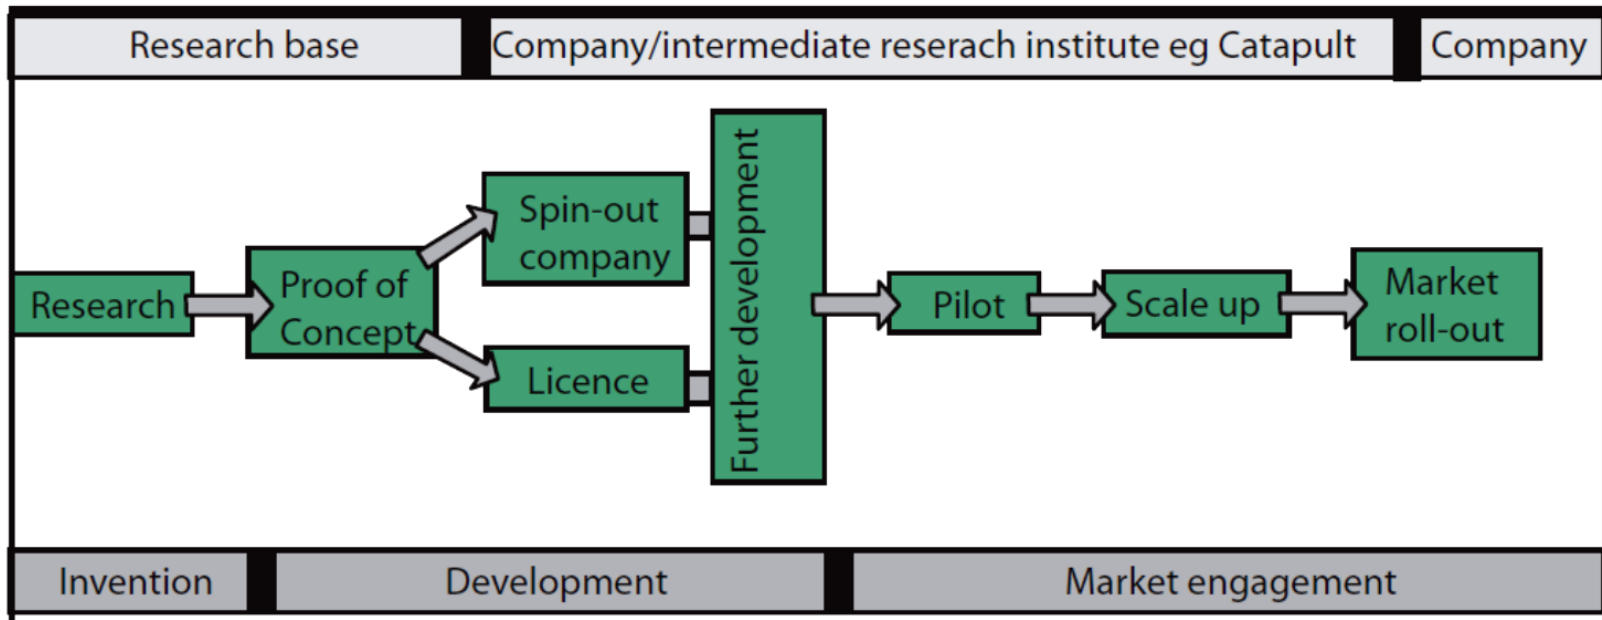 Research base
Company/intermediate reserach institute eg Catapult
Company
Research
Proof of
Concept
Spin-out
company
Licence
Further development
Pilot
Scale up
Market
roll-out
Invention
Development
Market engagement